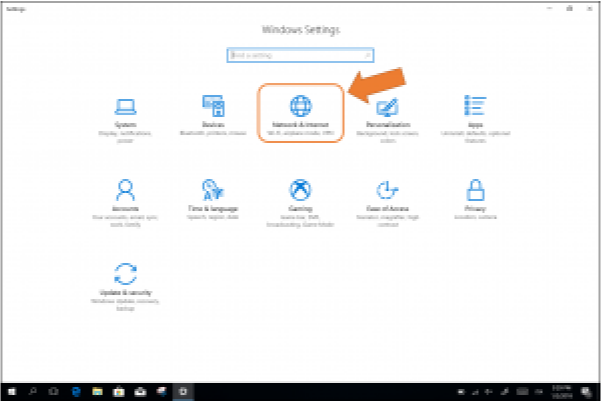 Settings
Windows Settings
Find a setting
System
Display, notifications,
power
Devices
Bluetooth, printers, mouse
Network & Internet
Wi-Fi, airplane mode, VPN
Personalization
Background, lock screen,
colors
Apps
Uninstall, defaults, optional
features
Accounts
Your accounts, email, sync,
work, family
Time & language
Speech, region, date
Gaming
Game bar, DVR,
broadcasting, Game Mode
Ease of Access
Narrator, magnifier, high
contrast
Privacy
Location, camera
Update & security
Windows Update, recovery,
backup